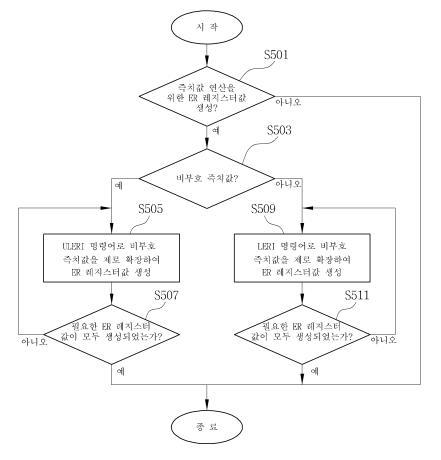 시 작
S501
즉치값 연산을
위한 ER 레지스터값
생성?
아니오
예
S503
비부호 즉치값?
예
아니오
S505
ULERI 명령어로 비부호
즉치값을 제로 확장하여
ER 레지스터값 생성
S509
LERI 명령어로 비부호
즉치값을 제로 확장하여
ER 레지스터값 생성
S507
필요한 ER 레지스터
값이 모두 생성되었는가?
아니오
예
S511
필요한 ER 레지스터
값이 모두 생성되었는가?
아니오
예
종 료